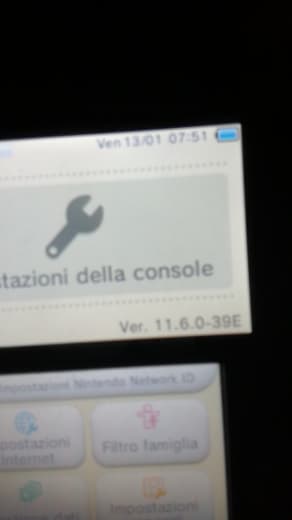 Ven 13/01 07:51
stazioni della console
Ver. 11.6.0-39E
Impostazioni Nintendo Network ID
postazioni
Internet
Filtro famiglia
dati
Impostazioni